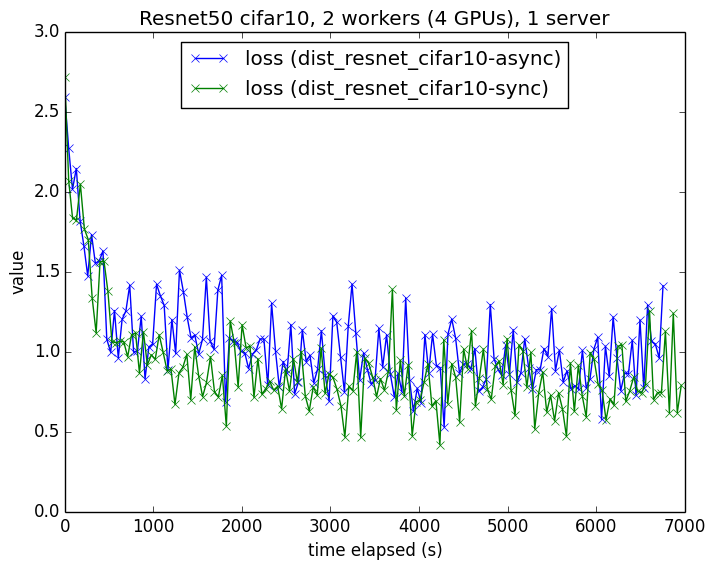 Resnet50 cifar10, 2 workers (4 GPUs), 1 server
loss (dist_resnet_cifar10-async)
loss (dist_resnet_cifar10-sync)
3.0
2.5
2.0
1.5
1.0
0.5
0.0
value
0 1000 2000 3000 4000 5000 6000 7000
time elapsed (s)